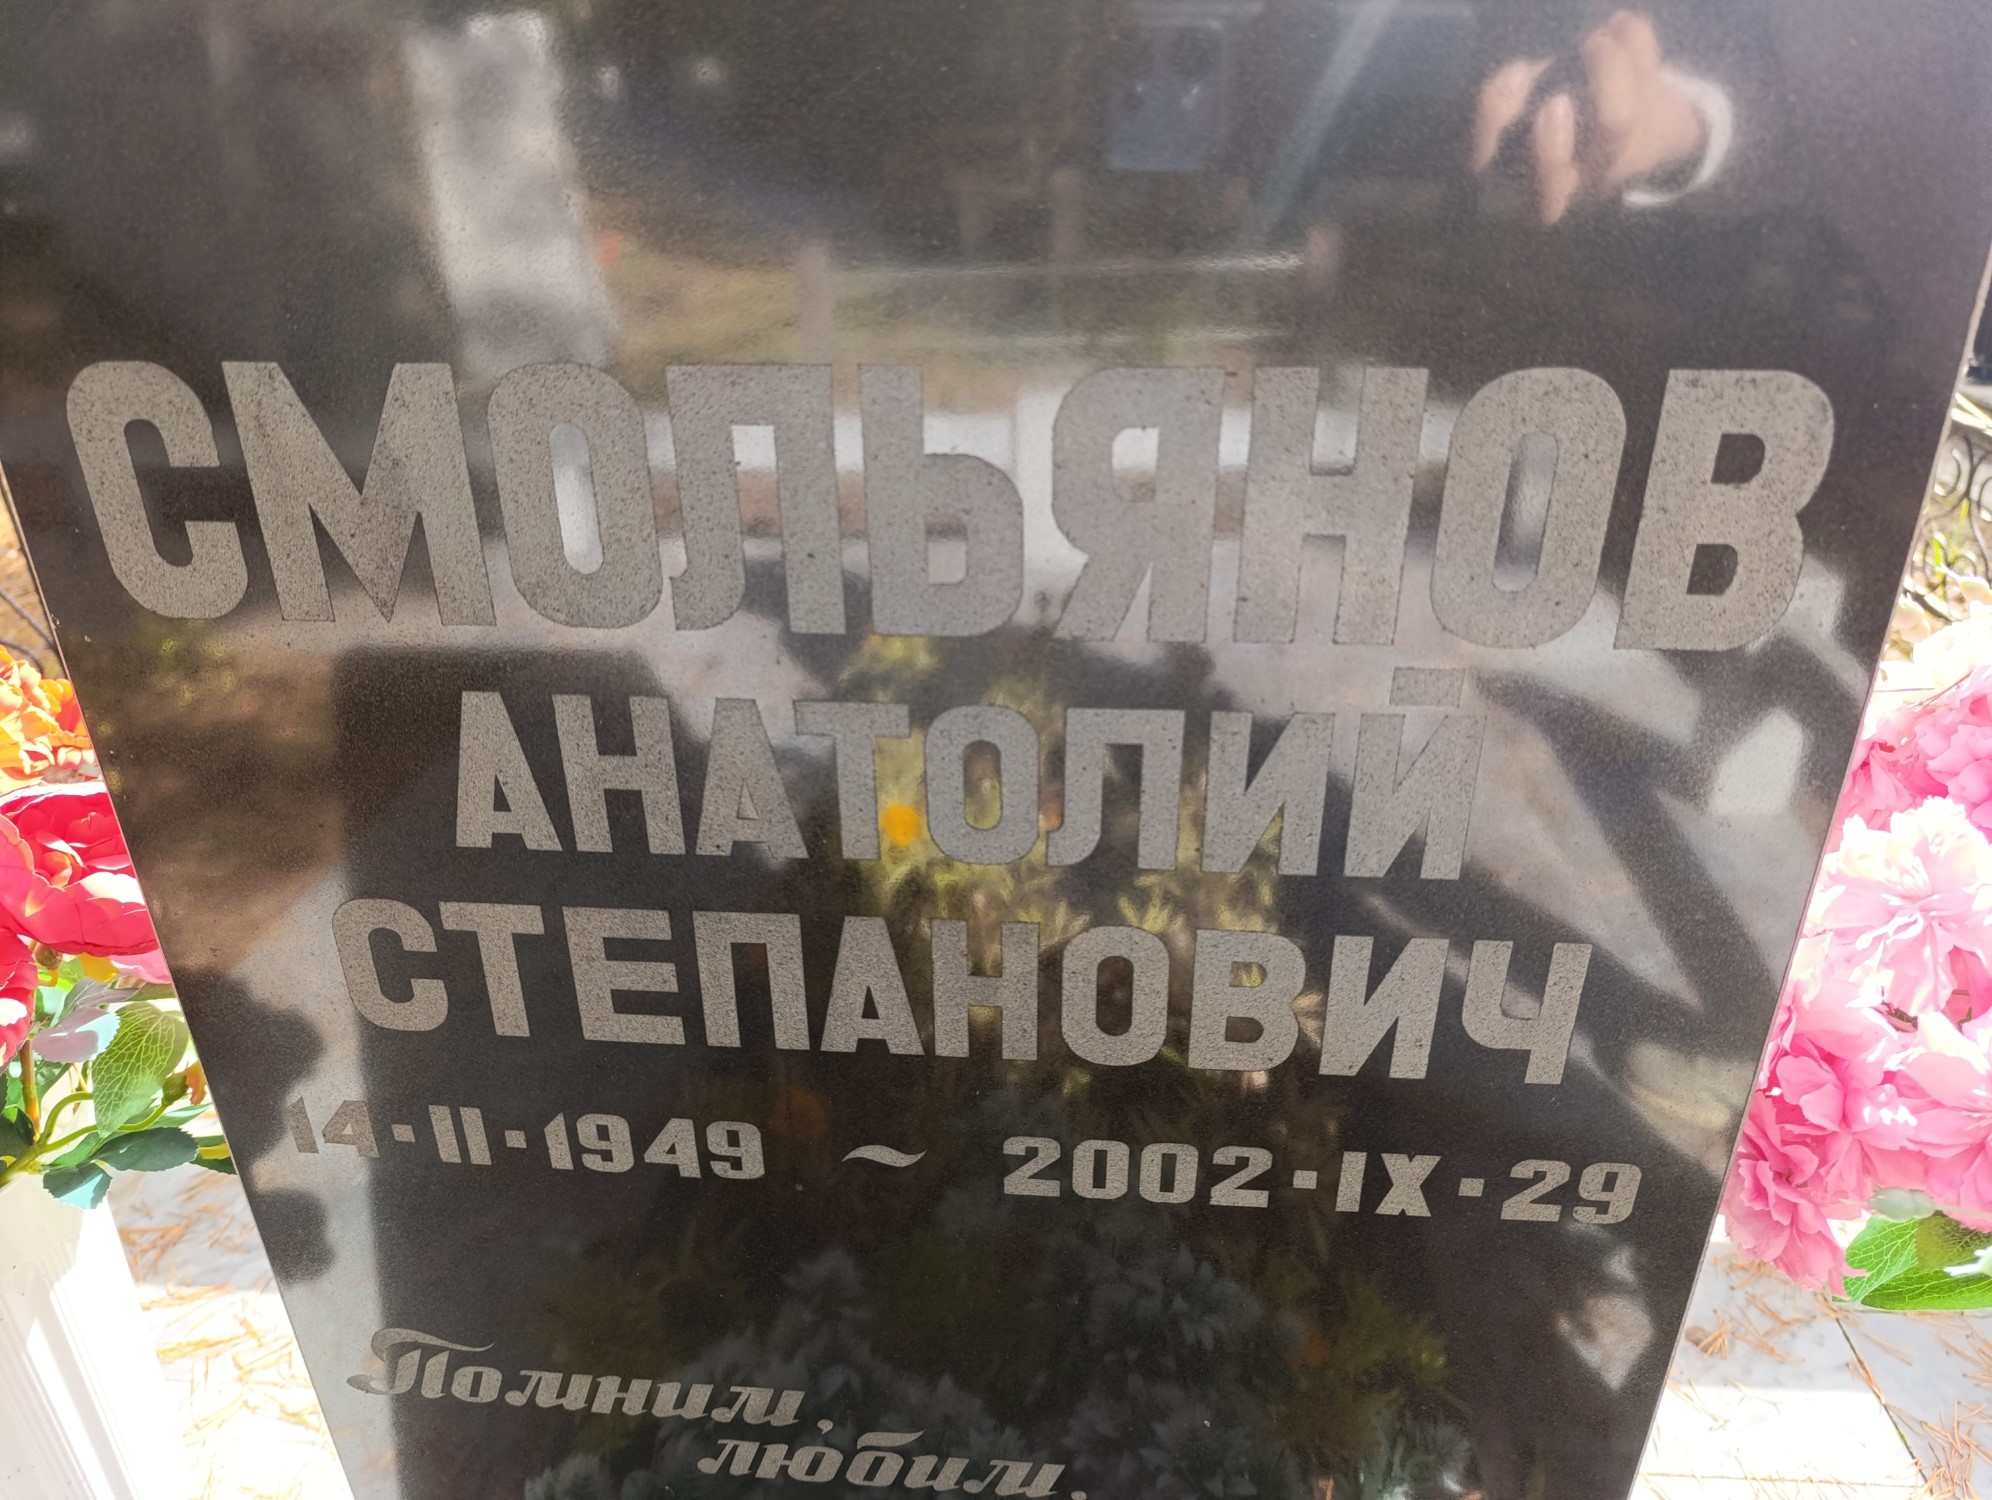 СМОЛЬЯНОВ
АНАТОЛИЙ
СТЕПАНОВИЧ
14·II·1949 ~ 2002·IX·29
Помним,
любим,